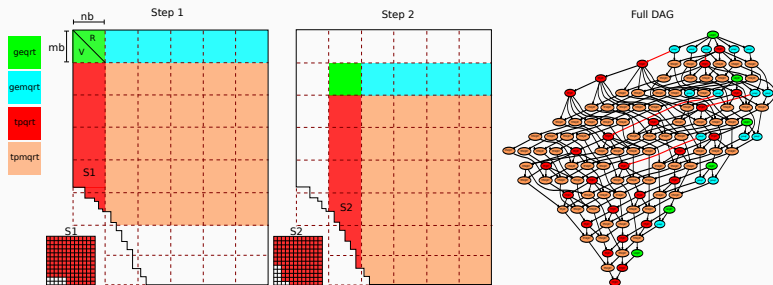 nb
Step 1
Step 2
Full DAG
mb
R
V
geqrt
gemqrt
tpqrt
tpmqrt
S1
S2
S1
S2